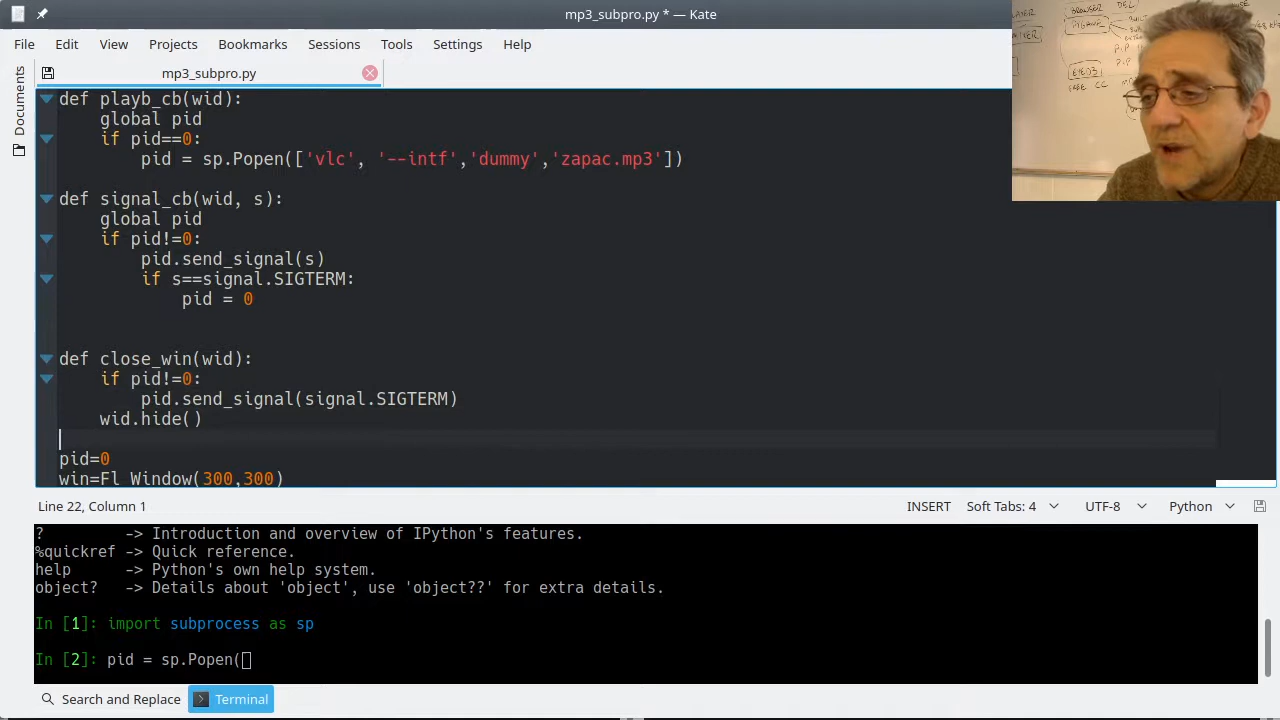 mp3_subpro.py * — Kate
File Edit View Projects Bookmarks Sessions Tools Settings Help
mp3_subpro.py
Documents
def playb_cb(wid):
    global pid
    if pid==0:
        pid = sp.Popen(['vlc', '--intf','dummy','zapac.mp3'])
def signal_cb(wid, s):
    global pid
    if pid!=0:
        pid.send_signal(s)
        if s==signal.SIGTERM:
            pid = 0
def close_win(wid):
    if pid!=0:
        pid.send_signal(signal.SIGTERM)
    wid.hide()
pid=0
win=Fl_Window(300,300)
BROWSER DEL
EYED3
Line 22, Column 1 INSERT Soft Tabs: 4 UTF-8 Python
? -> Introduction and overview of IPython's features.
%quickref -> Quick reference.
help -> Python's own help system.
object? -> Details about 'object', use 'object??' for extra details.
In [1]: import subprocess as sp
In [2]: pid = sp.Popen(
Search and Replace Terminal